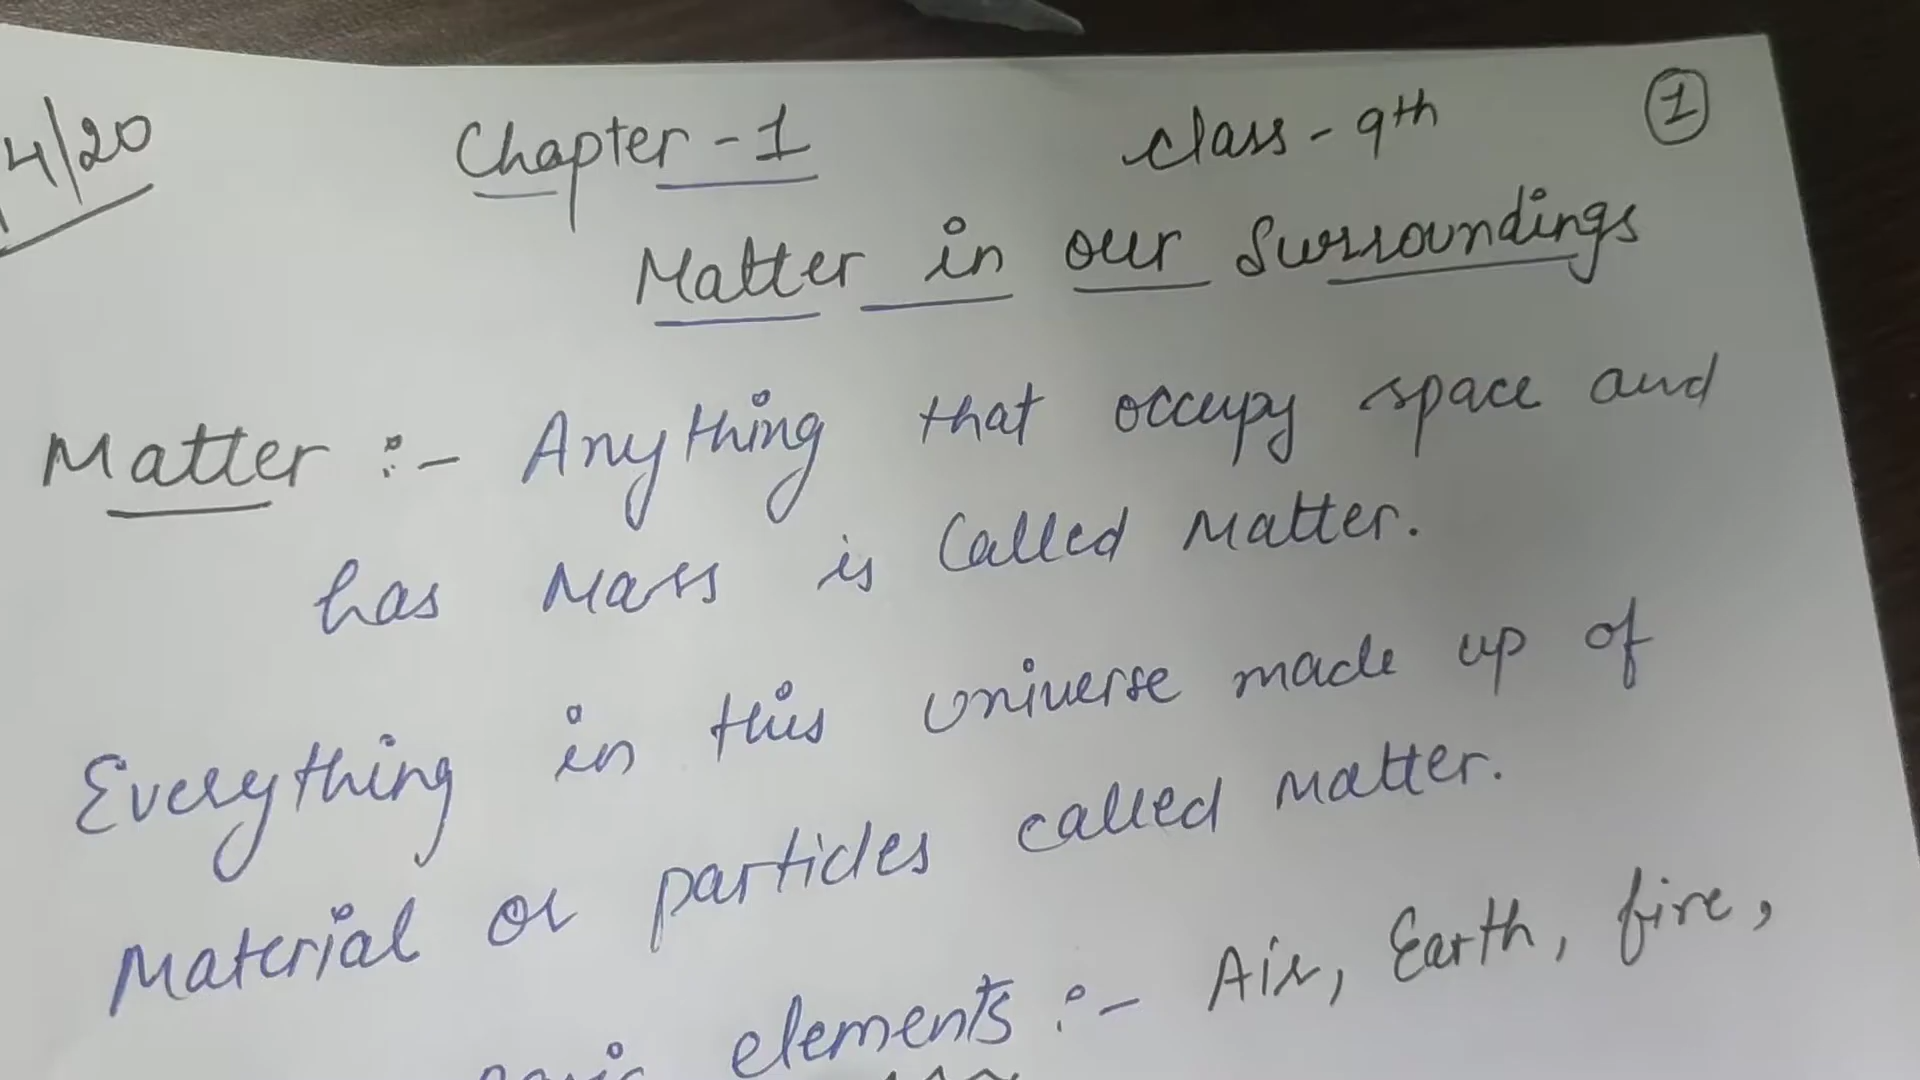 4/20 Chapter-1 class-9th 1
Matter in our Surroundings
Matter :- Anything that occupy space and
has Mass is Called Matter.
Everything in this universe made up of
Material or particles called Matter.
elements :- Air, Earth, fire,